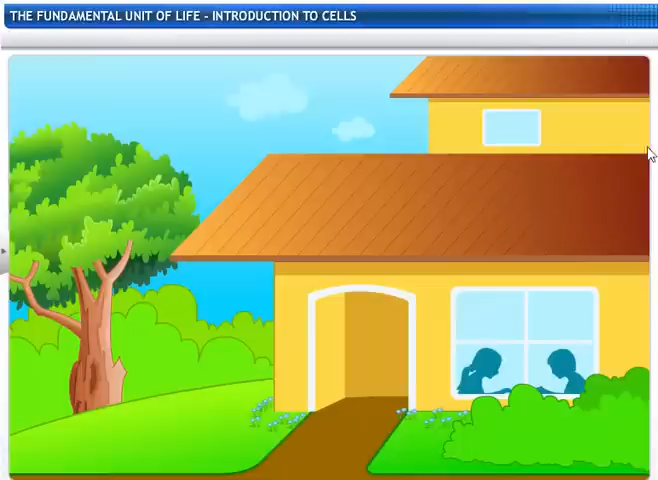 THE FUNDAMENTAL UNIT OF LIFE - INTRODUCTION TO CELLS